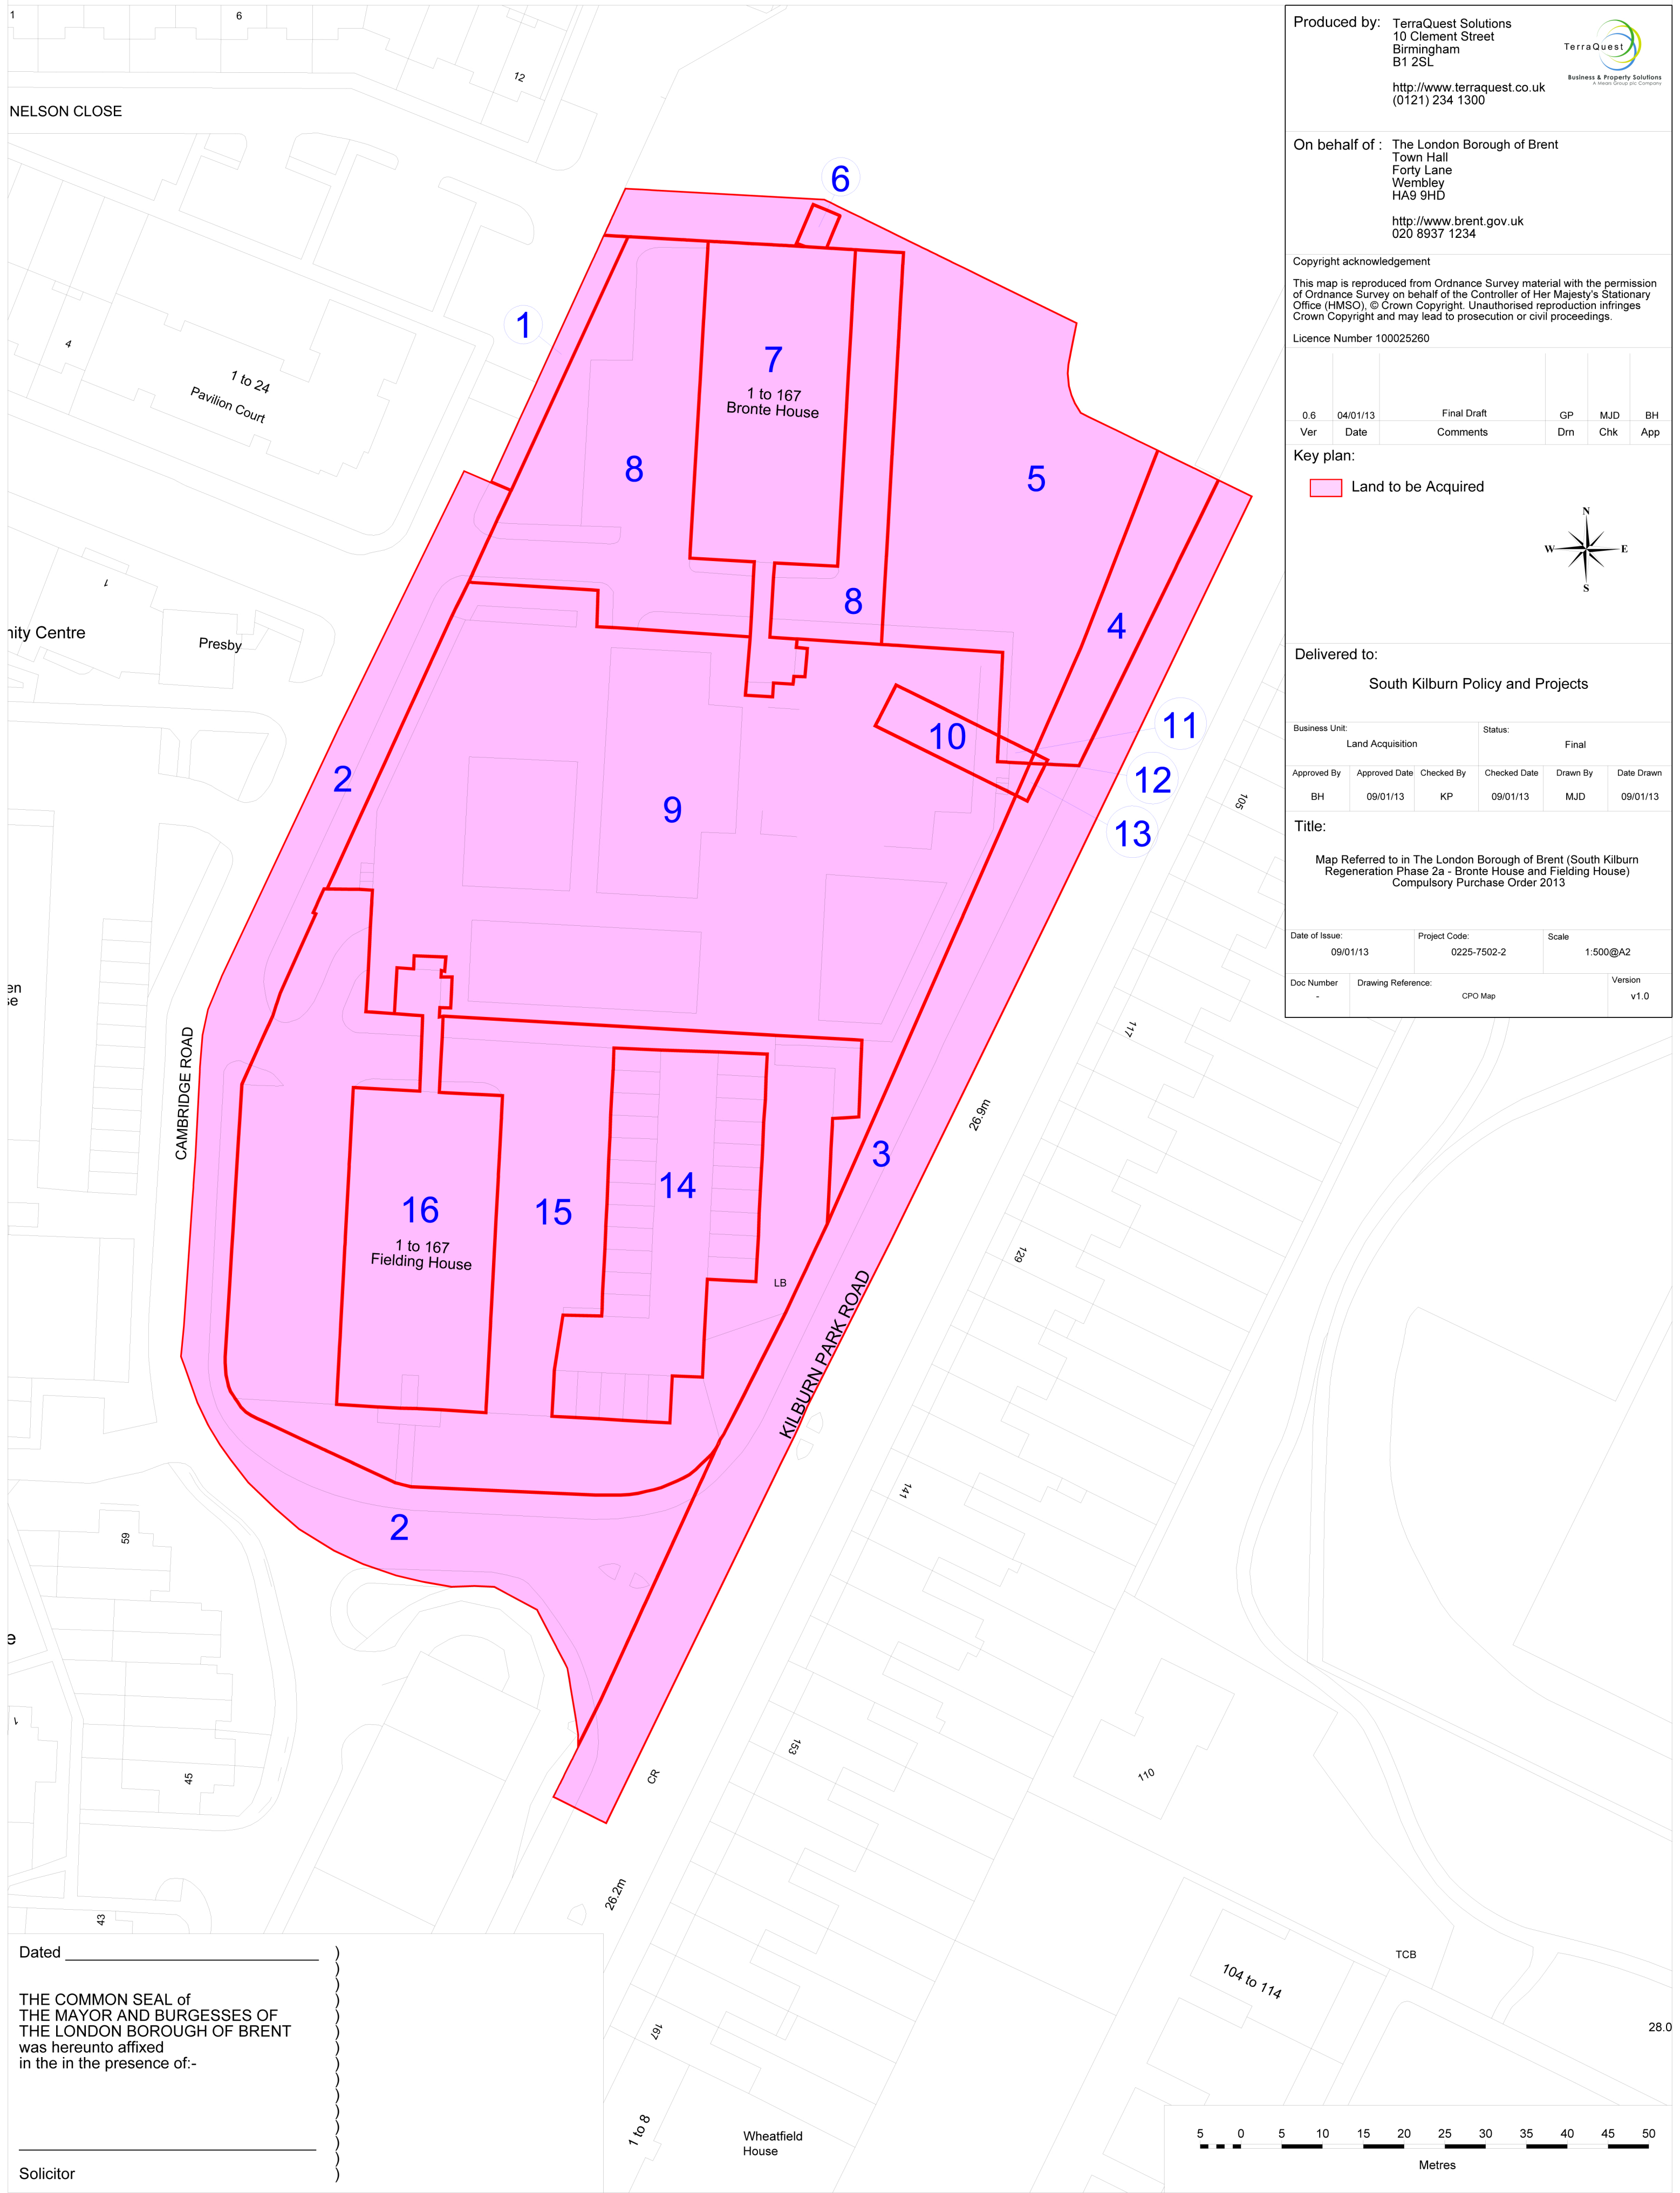 1
6
12
NELSON CLOSE
4
1 to 24
Pavilion Court
1
nity Centre
Presby
en
se
CAMBRIDGE ROAD
6
1
7
1 to 167
Bronte House
8
5
8
4
2
10
11
12
13
9
105
117
26.9m
3
16
1 to 167
Fielding House
15
14
LB
129
KILBURN PARK ROAD
141
2
59
e
1
45
43
153
CR
110
26.2m
167
104 to 114
TCB
28.0
1 to 8
Wheatfield
House
Produced by:
TerraQuest Solutions
10 Clement Street
Birmingham
B1 2SL
http://www.terraquest.co.uk
(0121) 234 1300
TerraQuest
Business & Property Solutions
A Mears Group plc Company
On behalf of :
The London Borough of Brent
Town Hall
Forty Lane
Wembley
HA9 9HD
http://www.brent.gov.uk
020 8937 1234
Copyright acknowledgement
This map is reproduced from Ordnance Survey material with the permission
of Ordnance Survey on behalf of the Controller of Her Majesty's Stationary
Office (HMSO), © Crown Copyright. Unauthorised reproduction infringes
Crown Copyright and may lead to prosecution or civil proceedings.
Licence Number 100025260
0.6 04/01/13 Final Draft GP MJD BH
Ver Date Comments Drn Chk App
Key plan:
Land to be Acquired
N
W E
S
Delivered to:
South Kilburn Policy and Projects
Business Unit: Status:
Land Acquisition Final
Approved By Approved Date Checked By Checked Date Drawn By Date Drawn
BH 09/01/13 KP 09/01/13 MJD 09/01/13
Title:
Map Referred to in The London Borough of Brent (South Kilburn
Regeneration Phase 2a - Bronte House and Fielding House)
Compulsory Purchase Order 2013
Date of Issue: Project Code: Scale
09/01/13 0225-7502-2 1:500@A2
Doc Number Drawing Reference: Version
- CPO Map v1.0
Dated ____ )
)
)
THE COMMON SEAL of )
THE MAYOR AND BURGESSES OF )
THE LONDON BOROUGH OF BRENT )
was hereunto affixed )
in the in the presence of:- )
)
)
)
)
)
)
Solicitor )
5 0 5 10 15 20 25 30 35 40 45 50
Metres